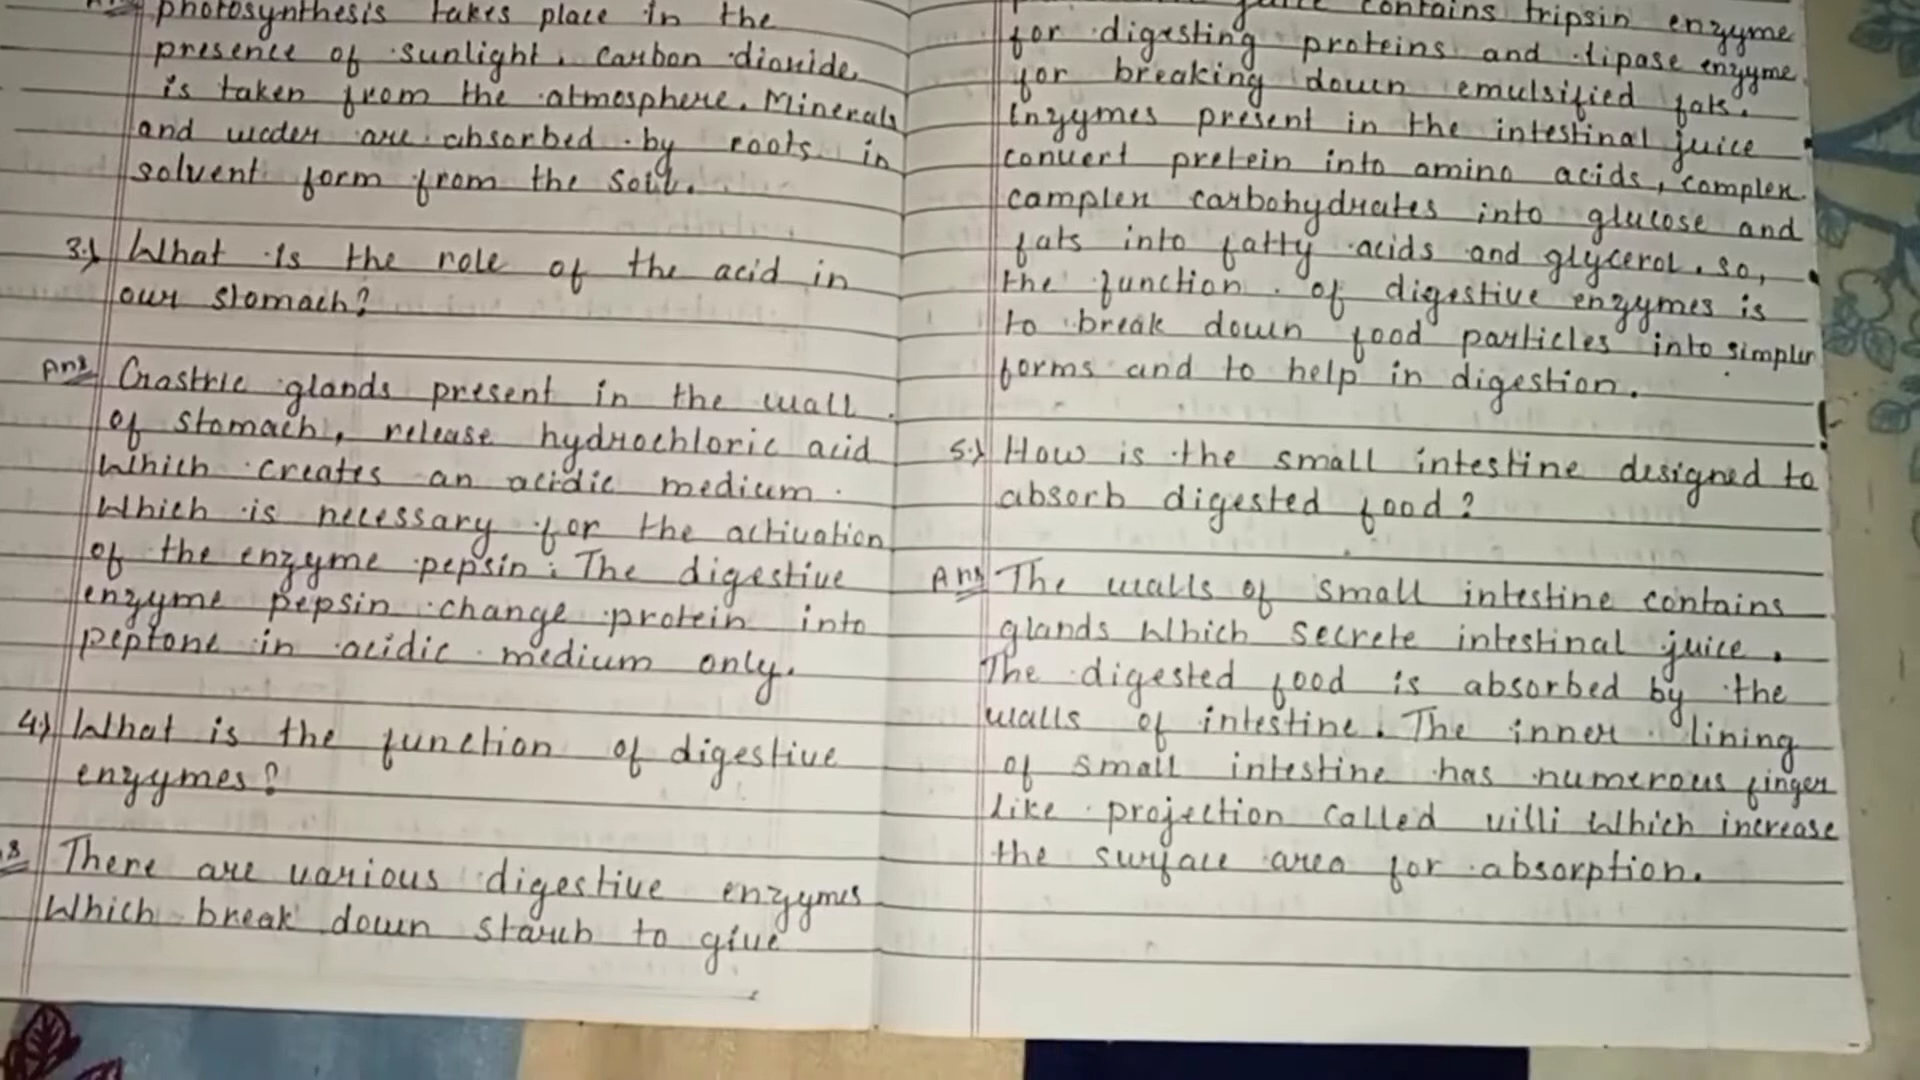 photosynthesis takes place in the
presence of sunlight. Carbon dioxide
is taken from the atmosphere. Minerals
and water are absorbed by roots in
solvent form from the soil.
3.) What is the role of the acid in
our stomach?
Ans Gastric glands present in the wall
of stomach, release hydrochloric acid
which creates an acidic medium.
Which is necessary for the activation
of the enzyme pepsin. The digestive
enzyme pepsin change protein into
peptone in acidic medium only.
4.) What is the function of digestive
enzymes?
There are various digestive enzymes
which break down starch to give
juice contains tripsin enzyme
for digesting proteins and lipase enzyme
for breaking down emulsified fats.
Enzymes present in the intestinal juice
convert pretein into amino acids, complex
complex carbohydrates into glucose and
fats into fatty acids and glycerol. so,
the function of digestive enzymes is
to break down food particles into simpler
forms and to help in digestion.
5.) How is the small intestine designed to
absorb digested food?
Ans The walls of small intestine contains
glands which secrete intestinal juice.
The digested food is absorbed by the
walls of intestine. The inner lining
of small intestine has numerous finger
like projection called villi which increase
the surface area for absorption.